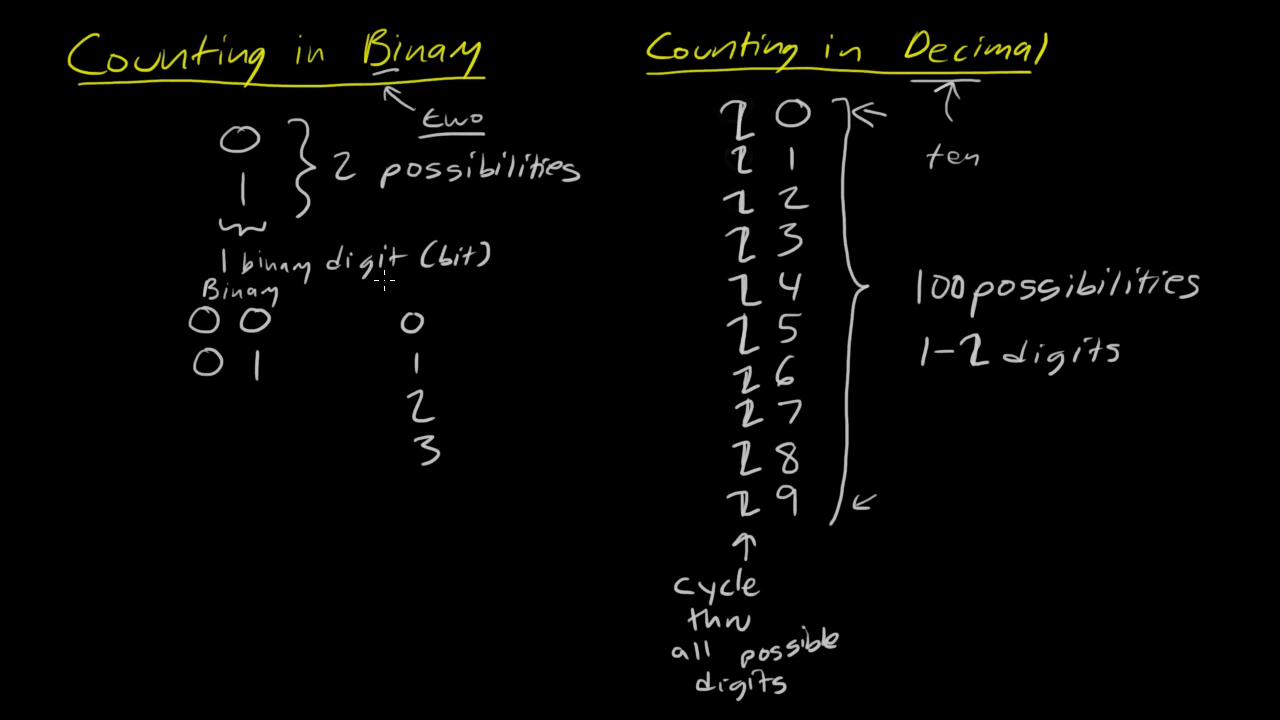 Counting in Binary
two
0
1
2 possibilities
1 binary digit (bit)
Binary
0 0 0
0 1 1
2
3
Counting in Decimal
ten
2 0
2 1
2 2
2 3
2 4
2 5
2 6
2 7
2 8
2 9
100 possibilities
1-2 digits
cycle
thru
all possible
digits